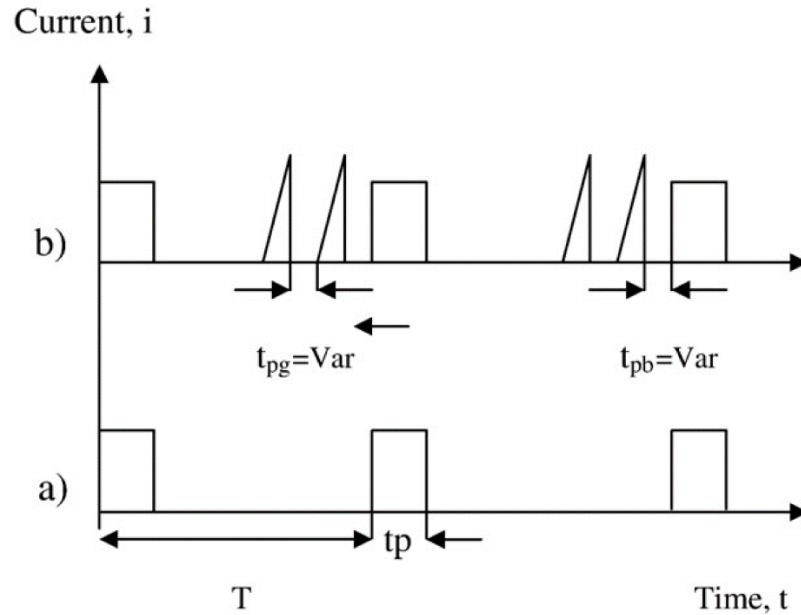 Current, i
b)
t_pg=Var
t_pb=Var
a)
tp
T
Time, t